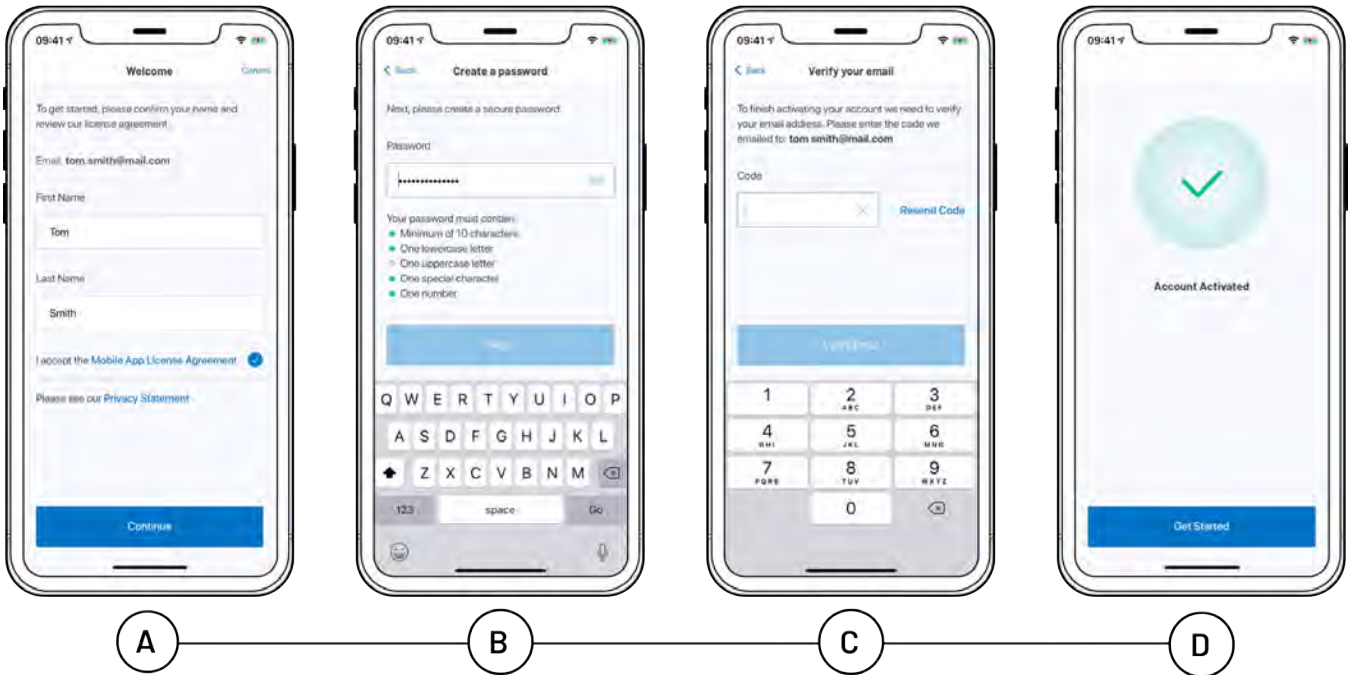 09:41
Welcome
Cancel
To get started, please confirm your name and
review our license agreement.
Email: tom.smith@mail.com
First Name
Tom
Last Name
Smith
I accept the Mobile App License Agreement
Please see our Privacy Statement
Continue
A
09:41
Back
Create a password
Next, please create a secure password.
Password
Your password must contain:
Minimum of 10 characters
One lowercase letter
One uppercase letter
One special character
One number
Next
Q W E R T Y U I O P
A S D F G H J K L
Z X C V B N M
123 space Go
B
09:41
Back
Verify your email
To finish activating your account we need to verify
your email address. Please enter the code we
emailed to: tom.smith@mail.com
Code
Resend Code
Verify Email
1 2 3
ABC DEF
4 5 6
GHI JKL MNO
7 8 9
PQRS TUV WXYZ
0
C
09:41
Account Activated
Get Started
D